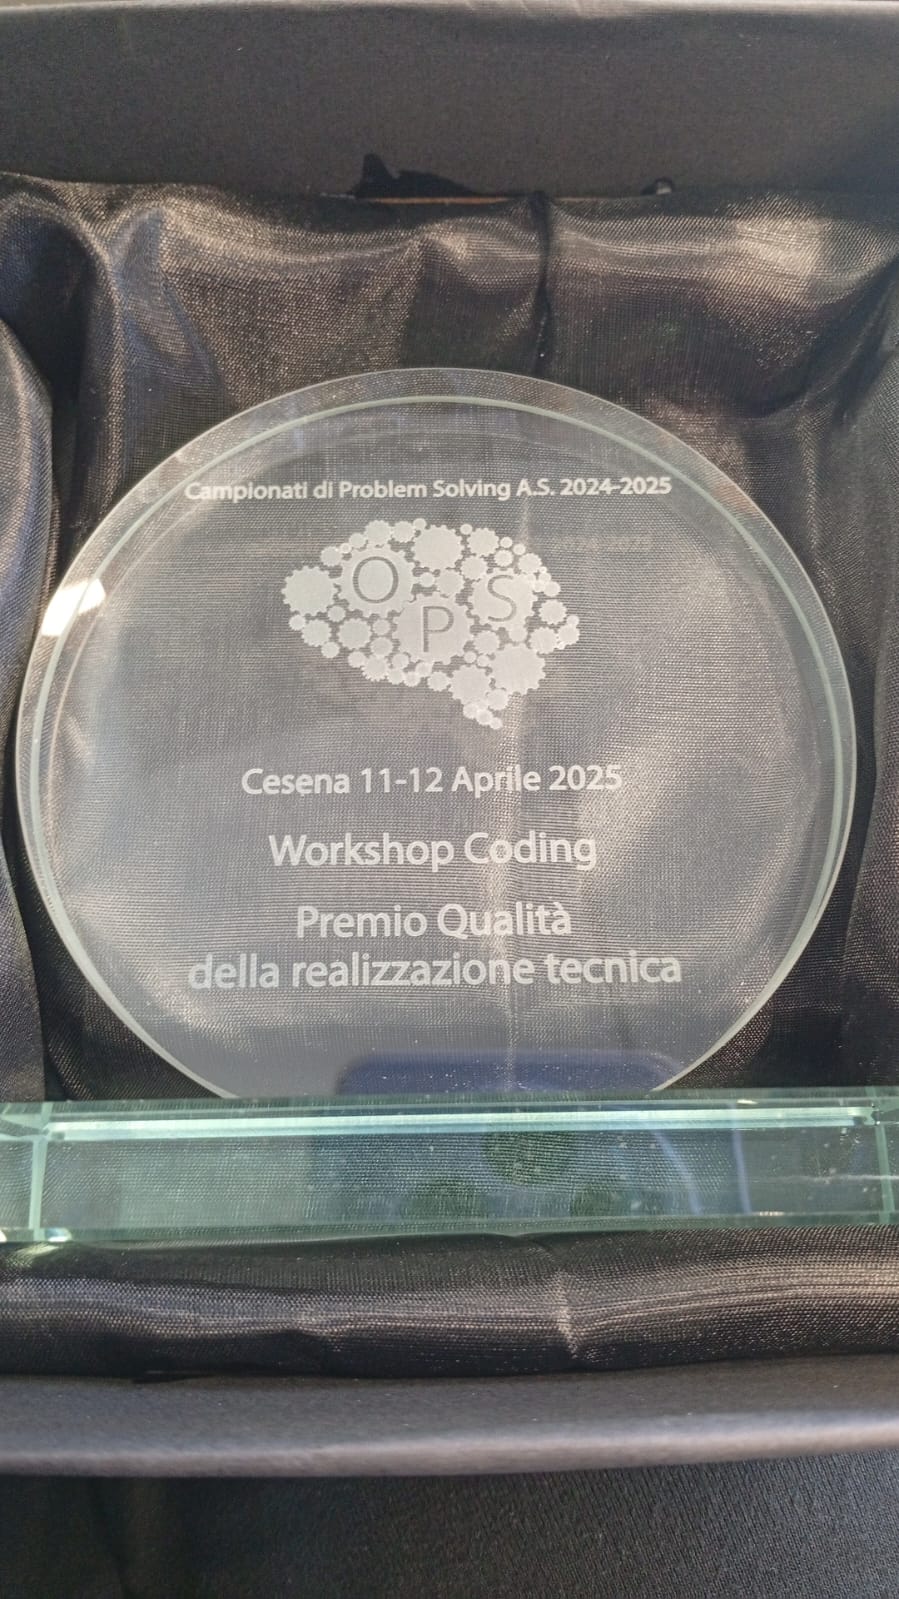 Campionati di Problem Solving A.S. 2024-2025
O P S
Cesena 11-12 Aprile 2025
Workshop Coding
Premio Qualità
della realizzazione tecnica